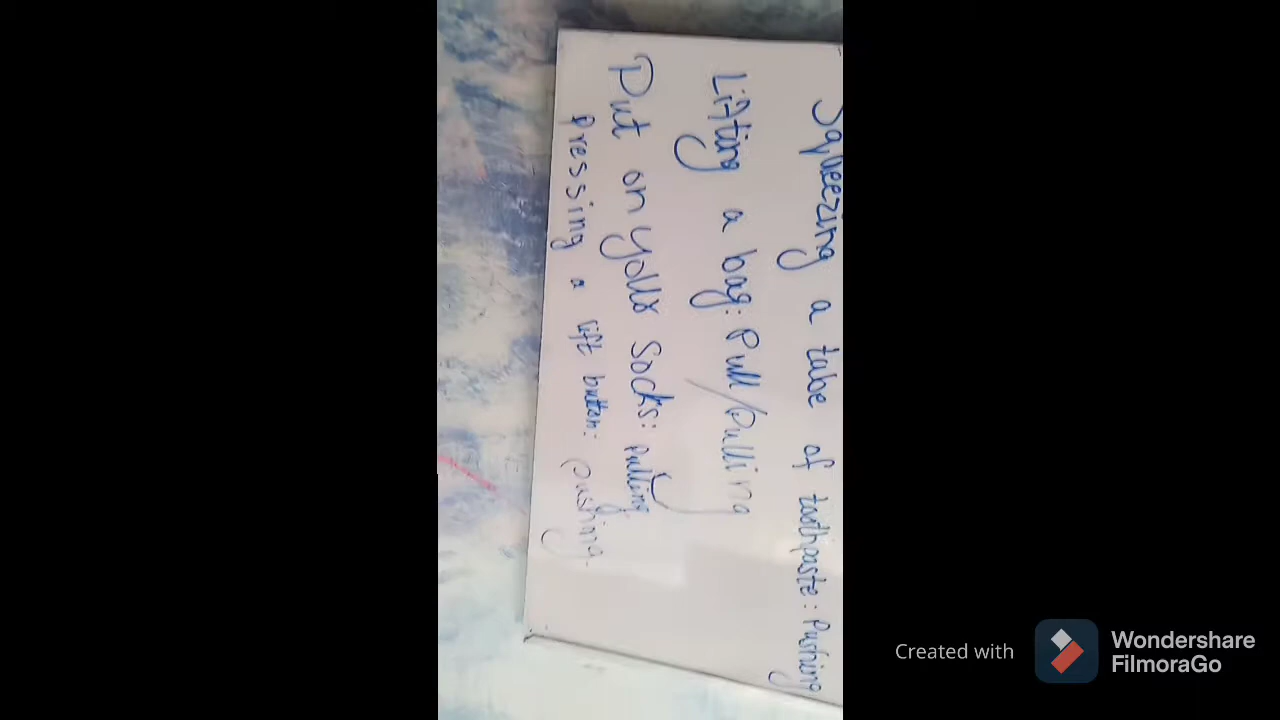 Squeezing a tube of toothpaste: Pushing
Lifting a bag: Pull/Pulling
Put on your Socks: Pulling
Pressing a lift button: pushing.
Created with
Wondershare
FilmoraGo